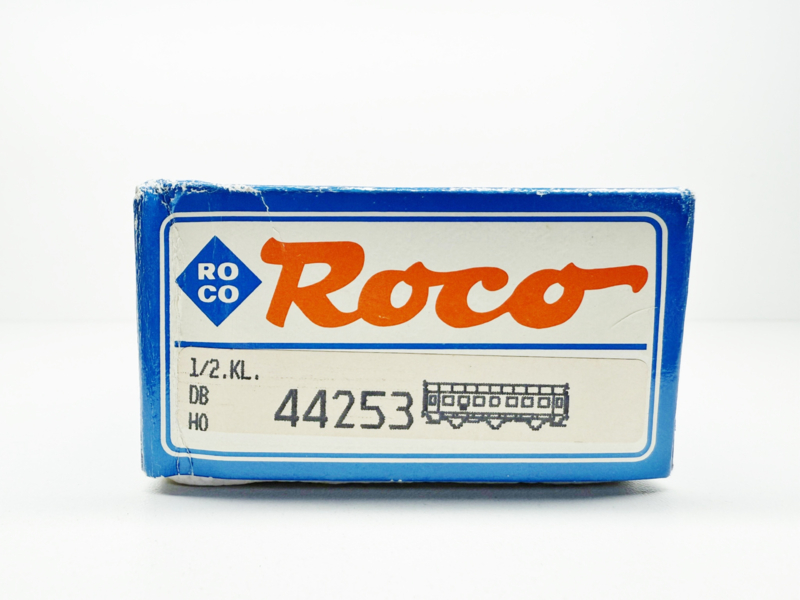 RO
CO
Roco
1/2.KL.
DB
HO
44253